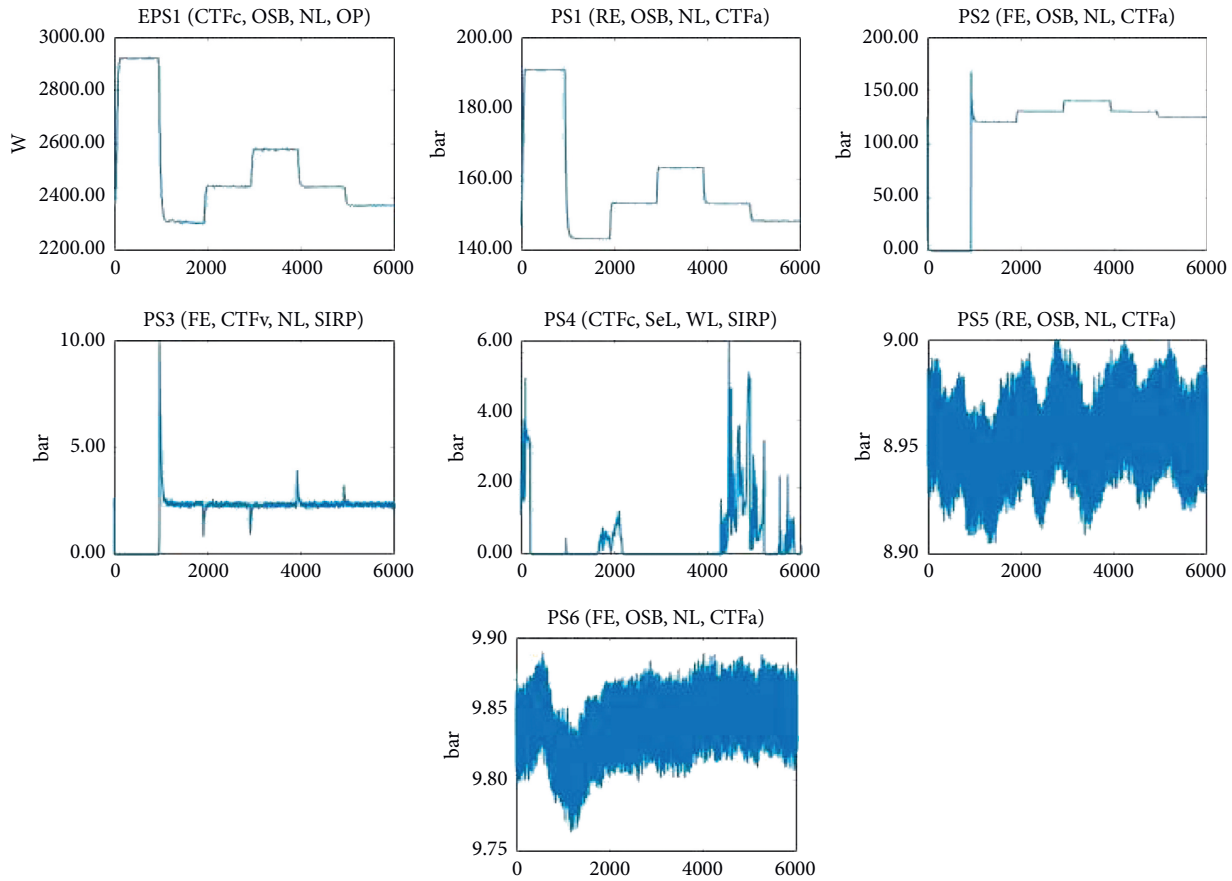 EPS1 (CTFc, OSB, NL, OP)
3000.00
2800.00
2600.00
2400.00
2200.00
W
0 2000 4000 6000
PS1 (RE, OSB, NL, CTFa)
200.00
180.00
160.00
140.00
bar
0 2000 4000 6000
PS2 (FE, OSB, NL, CTFa)
200.00
150.00
100.00
50.00
0.00
bar
0 2000 4000 6000
PS3 (FE, CTFv, NL, SIRP)
10.00
5.00
0.00
bar
0 2000 4000 6000
PS4 (CTFc, SeL, WL, SIRP)
6.00
4.00
2.00
0.00
bar
0 2000 4000 6000
PS5 (RE, OSB, NL, CTFa)
9.00
8.95
8.90
bar
0 2000 4000 6000
PS6 (FE, OSB, NL, CTFa)
9.90
9.85
9.80
9.75
bar
0 2000 4000 6000